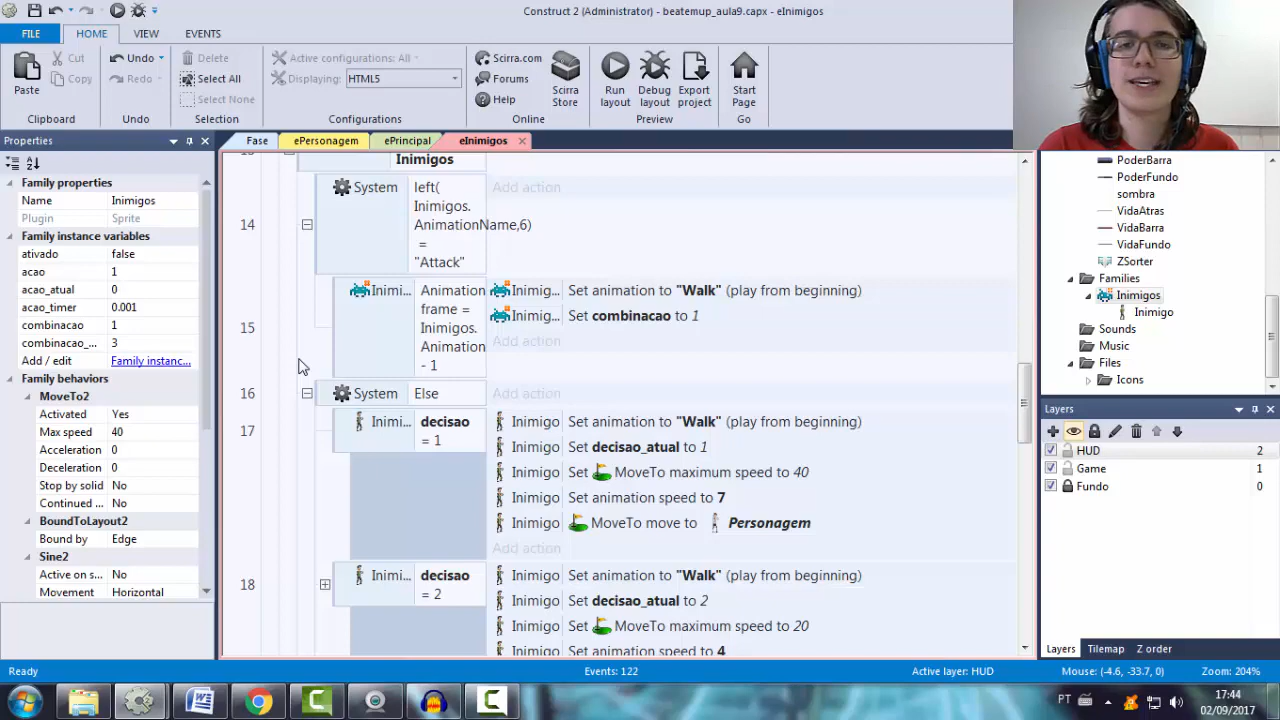 Construct 2 (Administrator) - beatemup_aula9.capx - eInimigos
FILE HOME VIEW EVENTS
Paste
Cut
Copy
Clipboard
Undo
Redo
Undo
Delete
Select All
Select None
Selection
Active configurations: All
Displaying: HTML5
Configurations
Scirra.com
Forums
Help
Scirra Store
Online
Run layout
Debug layout
Export project
Preview
Start Page
Go
Properties
Family properties
Name Inimigos
Plugin Sprite
Family instance variables
ativado false
acao 1
acao_atual 0
acao_timer 0.001
combinacao 1
combinacao_... 3
Add / edit Family instanc...
Family behaviors
MoveTo2
Activated Yes
Max speed 40
Acceleration 0
Deceleration 0
Stop by solid No
Continued ... No
BoundToLayout2
Bound by Edge
Sine2
Active on s... No
Movement Horizontal
Fase ePersonagem ePrincipal eInimigos
Inimigos
14 System left(
Inimigos.
AnimationName,6)
=
"Attack"
Add action
15 Inimi... Animation
frame =
Inimigos.
Animation
- 1
Inimig... Set animation to "Walk" (play from beginning)
Inimig... Set combinacao to 1
Add action
16 System Else Add action
17 Inimi... decisao
= 1
Inimigo Set animation to "Walk" (play from beginning)
Inimigo Set decisao_atual to 1
Inimigo Set MoveTo maximum speed to 40
Inimigo Set animation speed to 7
Inimigo MoveTo move to Personagem
Add action
18 Inimi... decisao
= 2
Inimigo Set animation to "Walk" (play from beginning)
Inimigo Set decisao_atual to 2
Inimigo Set MoveTo maximum speed to 20
Inimigo Set animation speed to 4
PoderBarra
PoderFundo
sombra
VidaAtras
VidaBarra
VidaFundo
ZSorter
Families
Inimigos
Inimigo
Sounds
Music
Files
Icons
Layers
HUD 2
Game 1
Fundo 0
Layers Tilemap Z order
Ready Events: 122 Active layer: HUD Mouse: (-4.6, -33.7, 0) Zoom: 204%
PT 17:44
02/09/2017